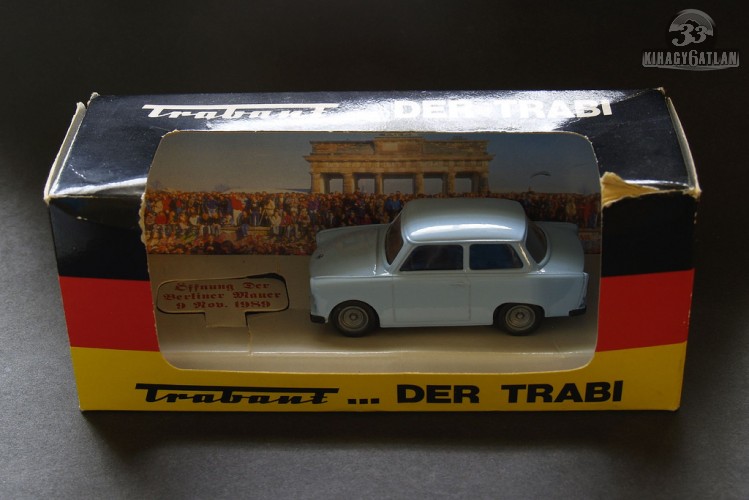 33
KIHAGY6ATLAN
Trabant ... DER TRABI
Öffnung Der
Berliner Mauer
9 Nov. 1989
Trabant ... DER TRABI